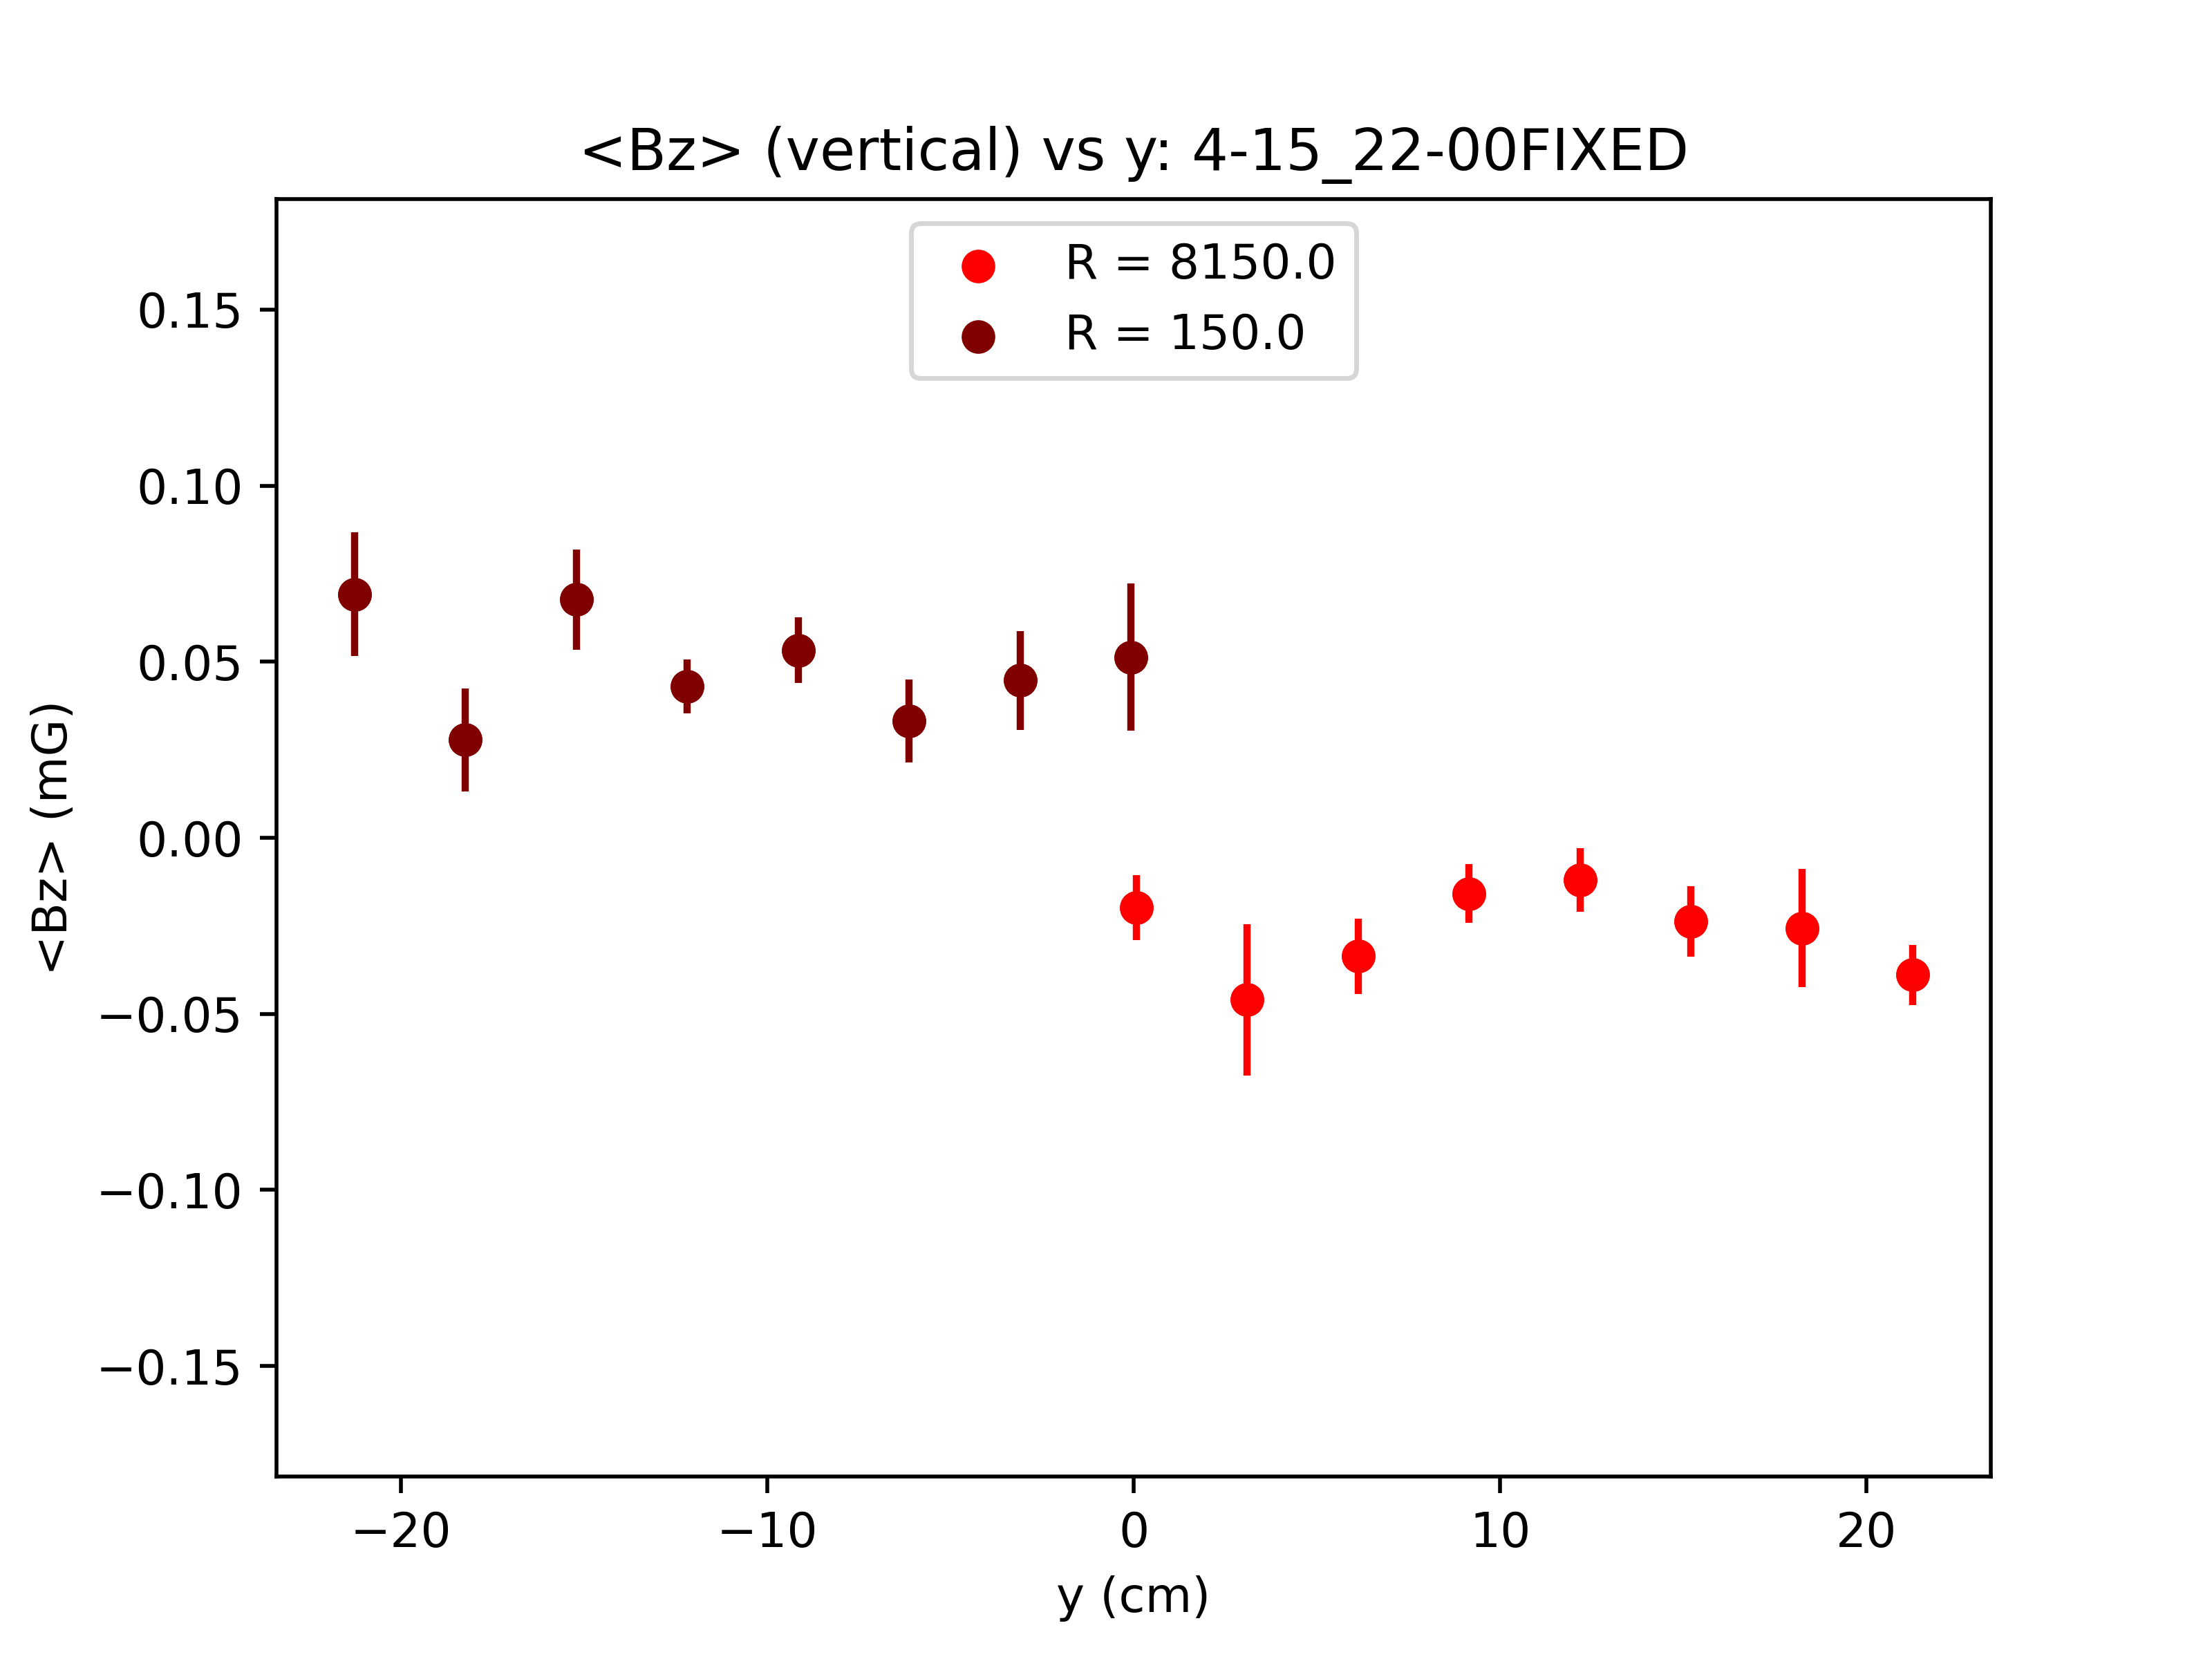 <Bz> (vertical) vs y: 4-15_22-00FIXED
R = 8150.0
R = 150.0
0.15
0.10
0.05
0.00
−0.05
−0.10
−0.15
<Bz> (mG)
−20
−10
0
10
20
y (cm)